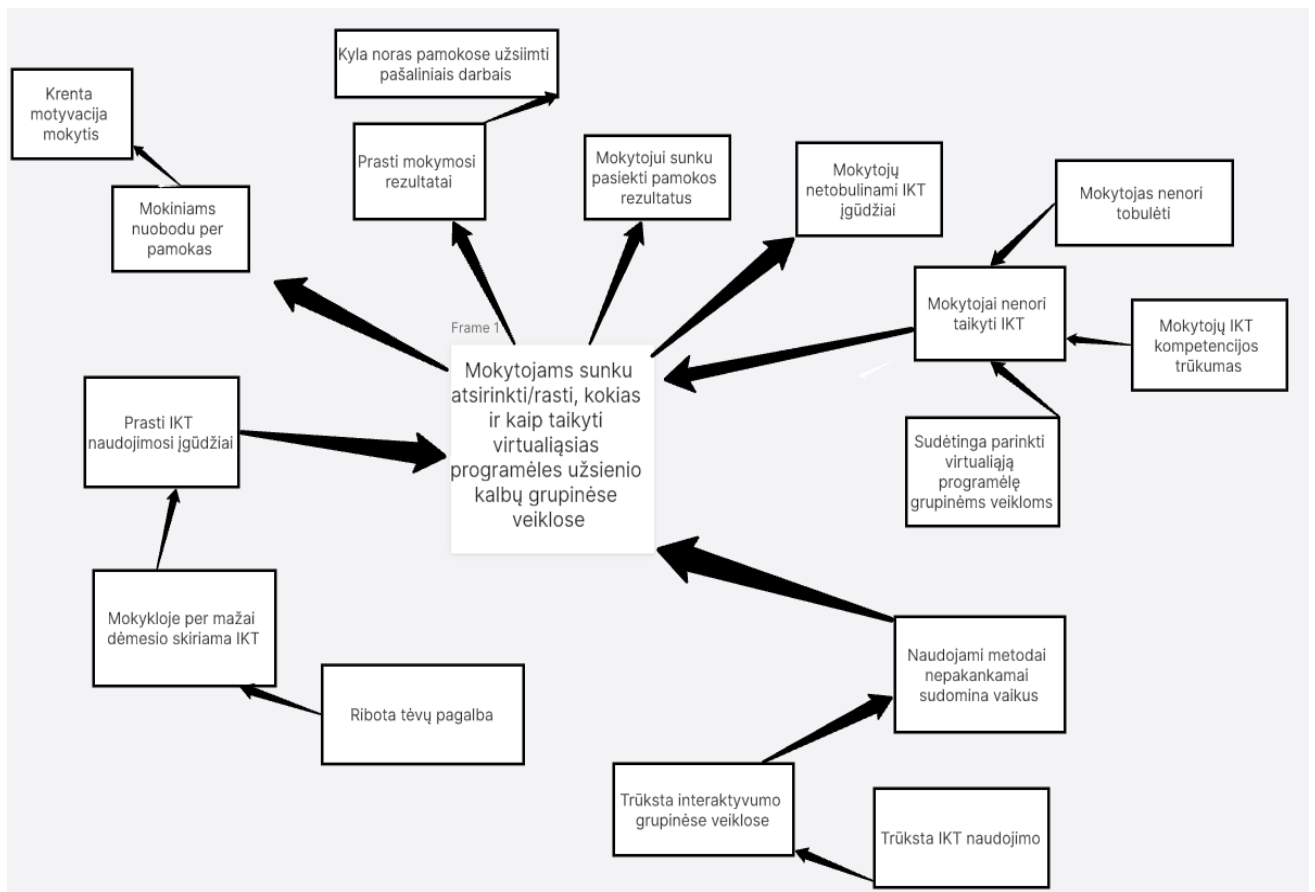 Kyla noras pamokose užsiimti
pašaliniais darbais
Krenta
motyvacija
mokytis
Prasti mokymosi
rezultatai
Mokytojui sunku
pasiekti pamokos
rezultatus
Mokytojų
netobulinami IKT
įgūdžiai
Mokytojas nenori
tobulėti
Mokiniams
nuobodu per
pamokas
Mokytojai nenori
taikyti IKT
Mokytojų IKT
kompetencijos
trūkumas
Frame 1
Mokytojams sunku
atsirinkti/rasti, kokias
ir kaip taikyti
virtualiąsias
programėles užsienio
kalbų grupinėse
veiklose
Prasti IKT
naudojimosi įgūdžiai
Sudėtinga parinkti
virtualiąją
programėlę
grupinėms veikloms
Mokykloje per mažai
dėmesio skiriama IKT
Ribota tėvų pagalba
Naudojami metodai
nepakankamai
sudomina vaikus
Trūksta interaktyvumo
grupinėse veiklose
Trūksta IKT naudojimo